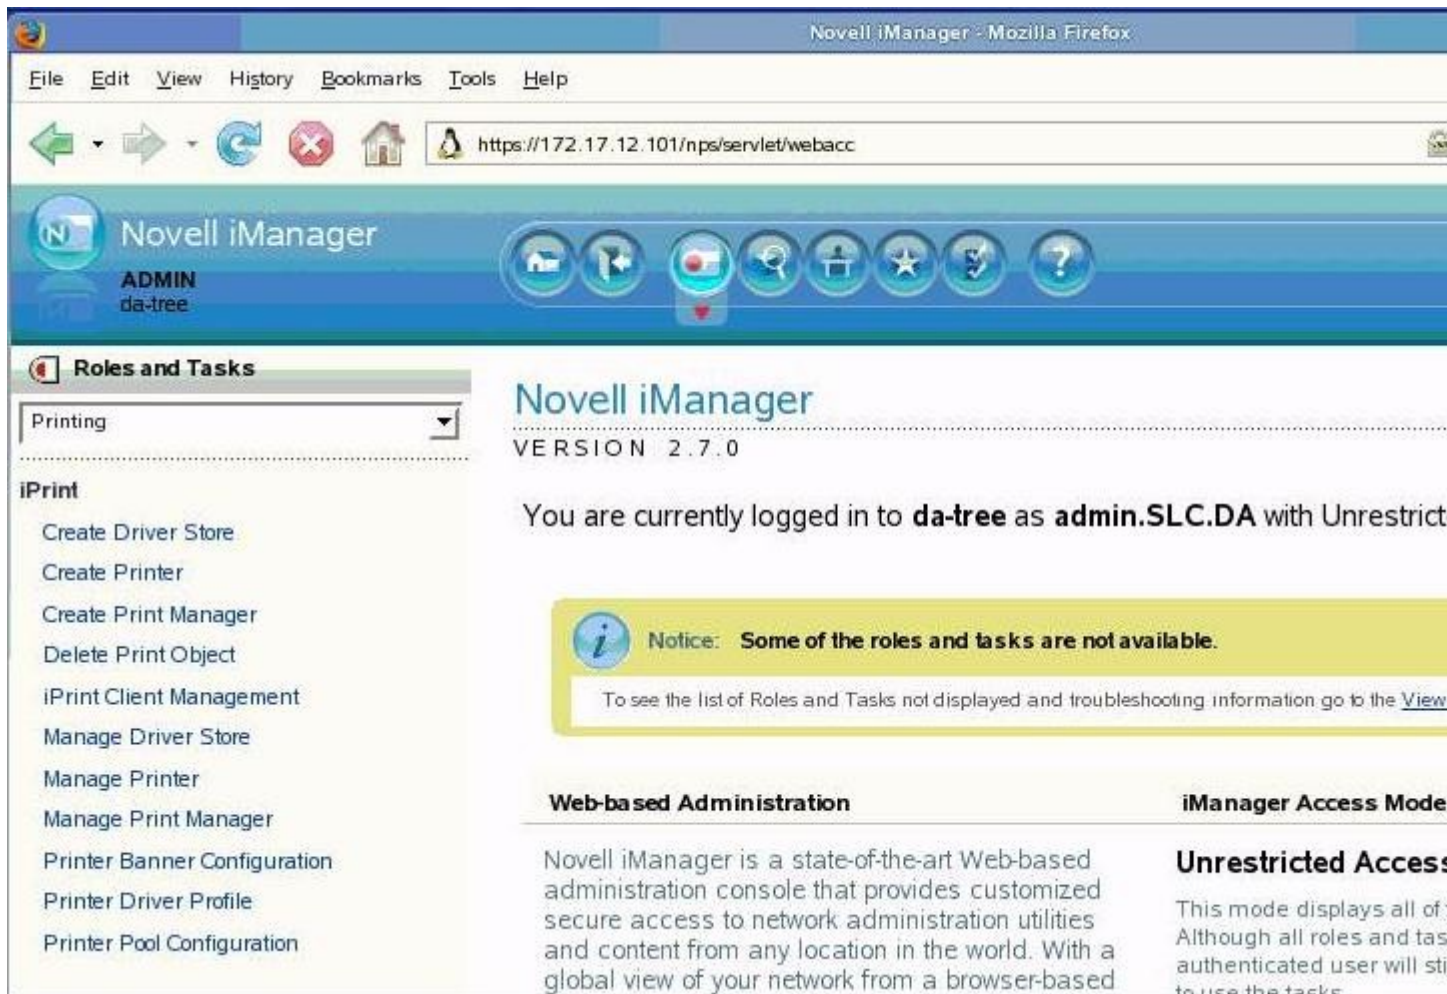 Novell iManager - Mozilla Firefox
File Edit View History Bookmarks Tools Help
https://172.17.12.101/nps/servlet/webacc
N Novell iManager
ADMIN
da-tree
Roles and Tasks
Printing
iPrint
Create Driver Store
Create Printer
Create Print Manager
Delete Print Object
iPrint Client Management
Manage Driver Store
Manage Printer
Manage Print Manager
Printer Banner Configuration
Printer Driver Profile
Printer Pool Configuration
Novell iManager
VERSION 2.7.0
You are currently logged in to da-tree as admin.SLC.DA with Unrestrict
i Notice: Some of the roles and tasks are not available.
To see the list of Roles and Tasks not displayed and troubleshooting information go to the View
Web-based Administration
Novell iManager is a state-of-the-art Web-based
administration console that provides customized
secure access to network administration utilities
and content from any location in the world. With a
global view of your network from a browser-based
iManager Access Mode
Unrestricted Access
This mode displays all of
Although all roles and tas
authenticated user will sti
to use the tasks